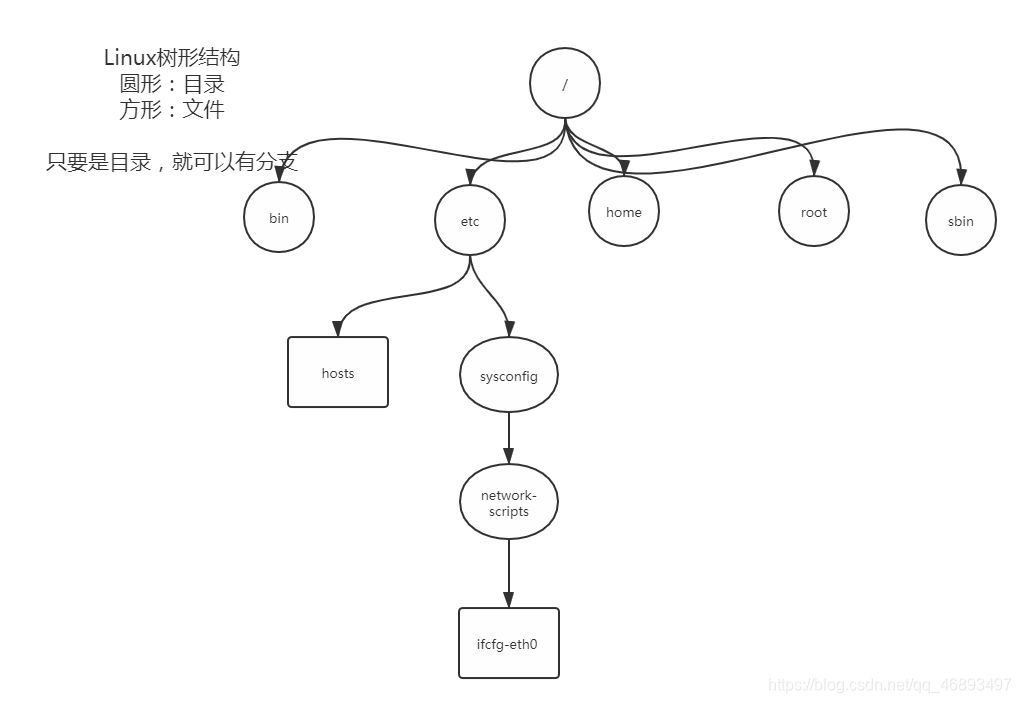 Linux树形结构
圆形：目录
方形：文件
只要是目录，就可以有分支
/
bin
etc
home
root
sbin
hosts
sysconfig
network-
scripts
ifcfg-eth0
https://blog.csdn.net/qq_46893497